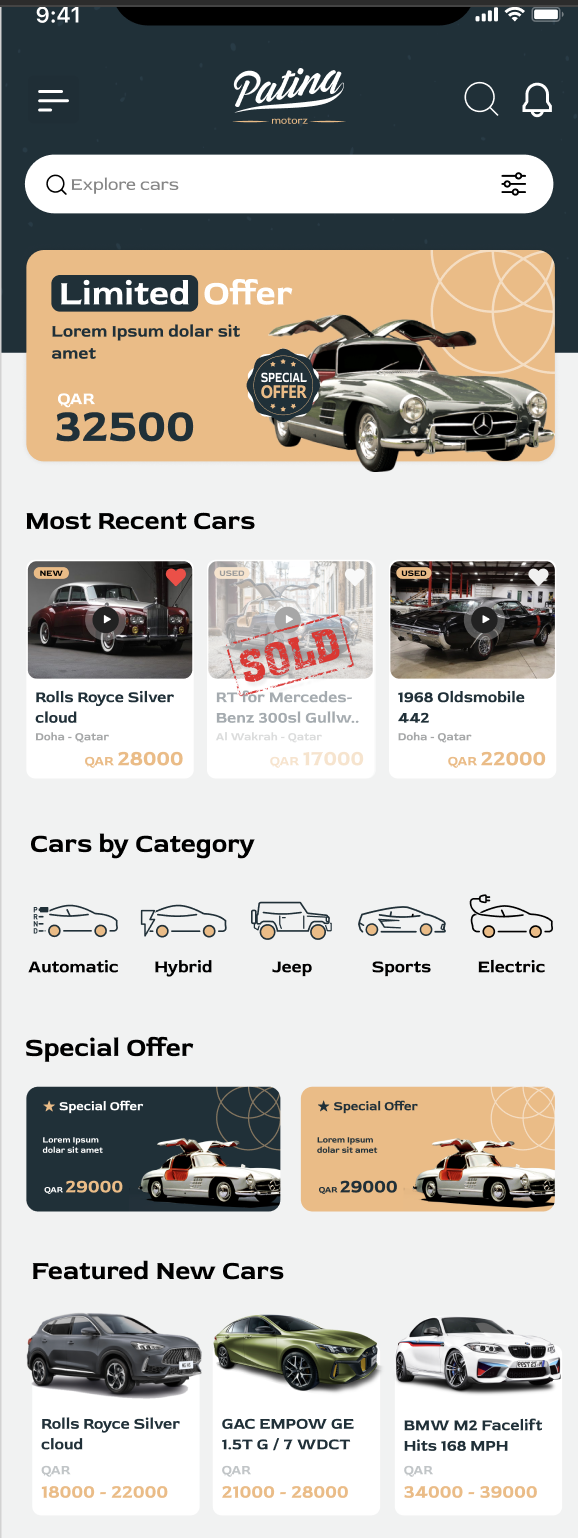 9:41
Patina
motorz
Explore cars
Limited Offer
Lorem Ipsum dolar sit
amet
SPECIAL
OFFER
QAR
32500
Most Recent Cars
NEW
USED
USED
SOLD
Rolls Royce Silver
cloud
Doha - Qatar
QAR 28000
RT for Mercedes-
Benz 300sl Gullw..
Al Wakrah - Qatar
QAR 17000
1968 Oldsmobile
442
Doha - Qatar
QAR 22000
Cars by Category
P
R
N
D
Automatic
Hybrid
Jeep
Sports
Electric
Special Offer
Special Offer
Lorem Ipsum
dolar sit amet
QAR 29000
Special Offer
Lorem Ipsum
dolar sit amet
QAR 29000
Featured New Cars
Rolls Royce Silver
cloud
QAR
18000 - 22000
GAC EMPOW GE
1.5T G / 7 WDCT
QAR
21000 - 28000
BMW M2 Facelift
Hits 168 MPH
QAR
34000 - 39000